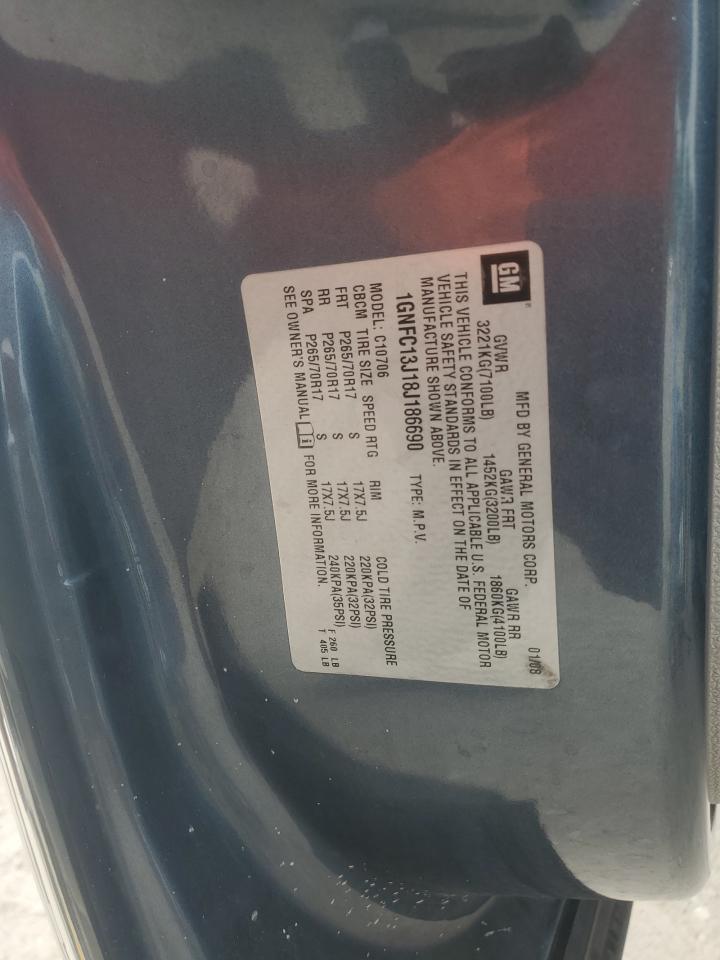 GM®
MFD BY GENERAL MOTORS CORP. 01/08
GVWR GAWR FRT GAWR RR
3221KG(7100LB) 1452KG(3200LB) 1860KG(4100LB)
THIS VEHICLE CONFORMS TO ALL APPLICABLE U.S. FEDERAL MOTOR
VEHICLE SAFETY STANDARDS IN EFFECT ON THE DATE OF
MANUFACTURE SHOWN ABOVE.
1GNFC13J18J186690 TYPE: M.P.V.
MODEL: C10706
CBCM TIRE SIZE SPEED RTG RIM COLD TIRE PRESSURE
FRT P265/70R17 S 17X7.5J 220KPA(32PSI)
RR P265/70R17 S 17X7.5J 220KPA(32PSI)
SPA P265/70R17 S 17X7.5J 240KPA(35PSI)
SEE OWNER'S MANUAL i FOR MORE INFORMATION.
F 260 LB
T 405 LB